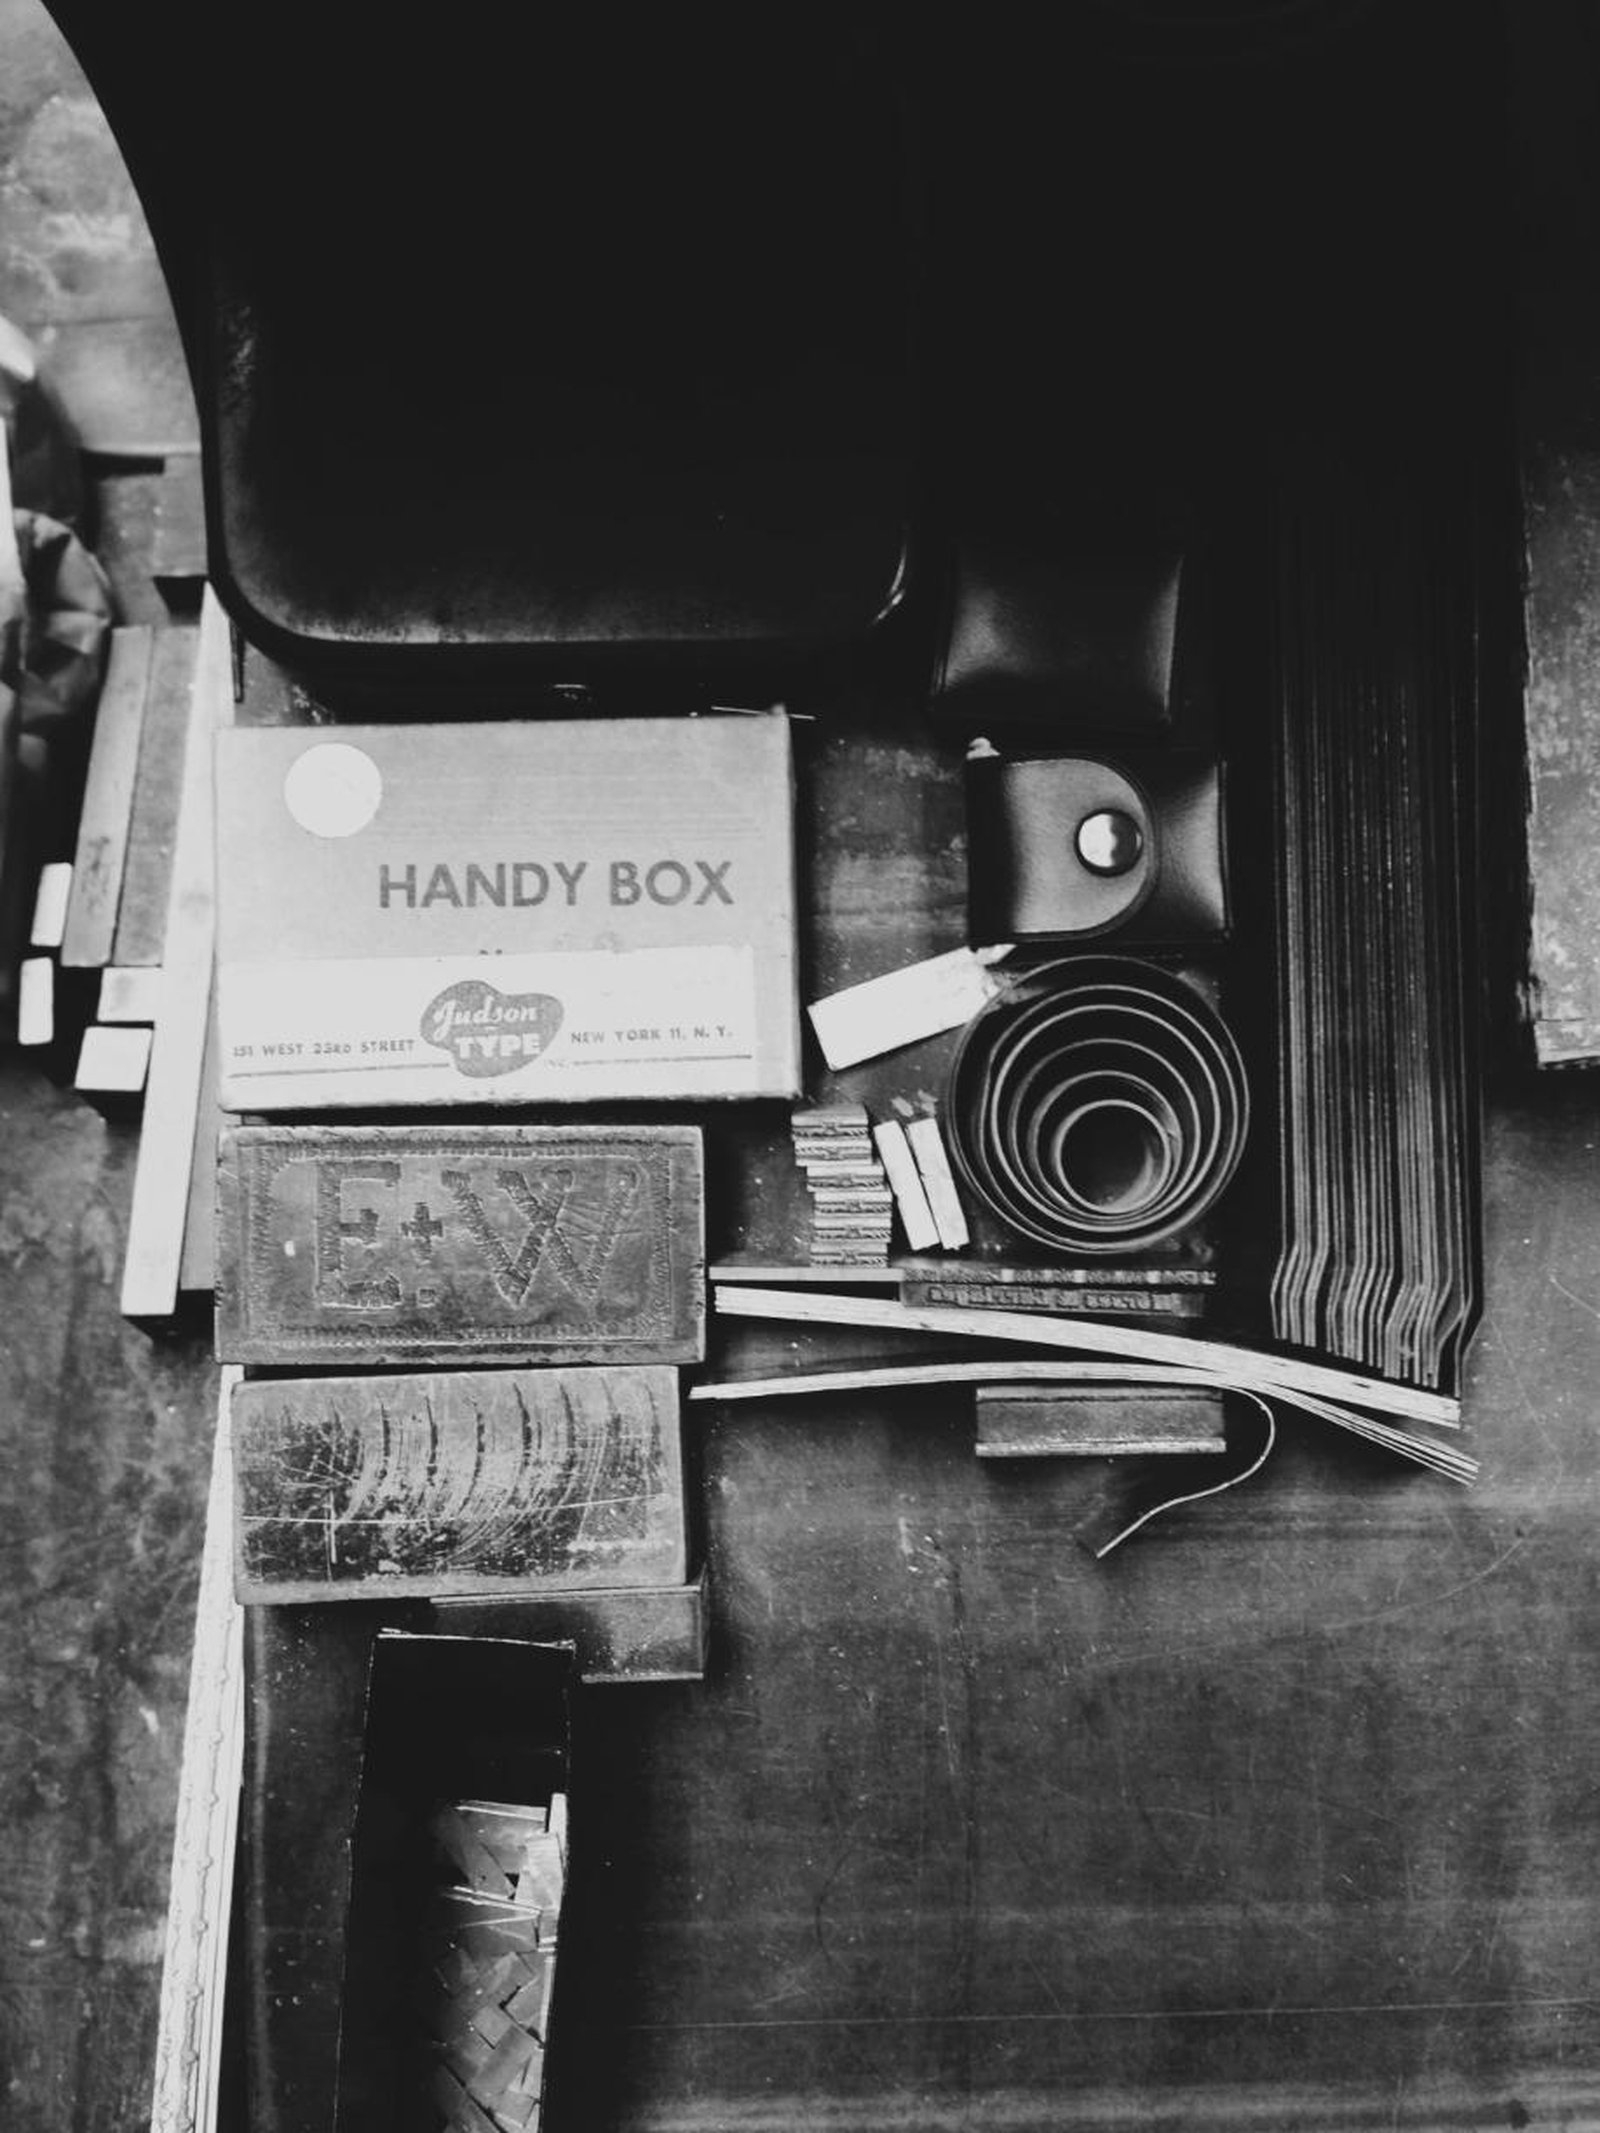 HANDY BOX
Judson
TYPE
151 WEST 23RD STREET
NEW YORK 11, N. Y.
E+W